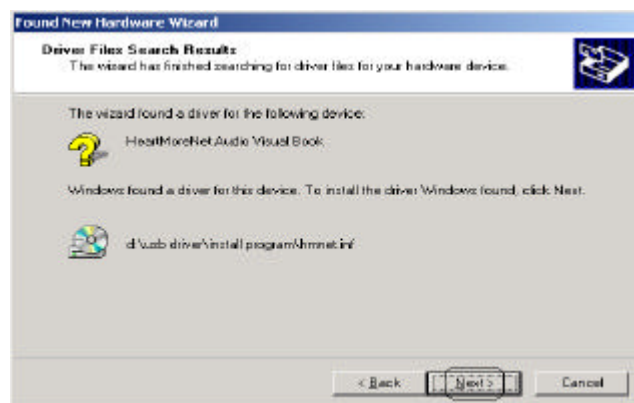 Found New Hardware Wizard
Driver Files Search Results
The wizard has finished searching for driver files for your hardware device.
The wizard found a driver for the following device:
HeartMoreNet Audio Visual Book
Windows found a driver for this device. To install the driver Windows found, click Next.
d:\usb driver\install program\hmnet.inf
< Back Next > Cancel